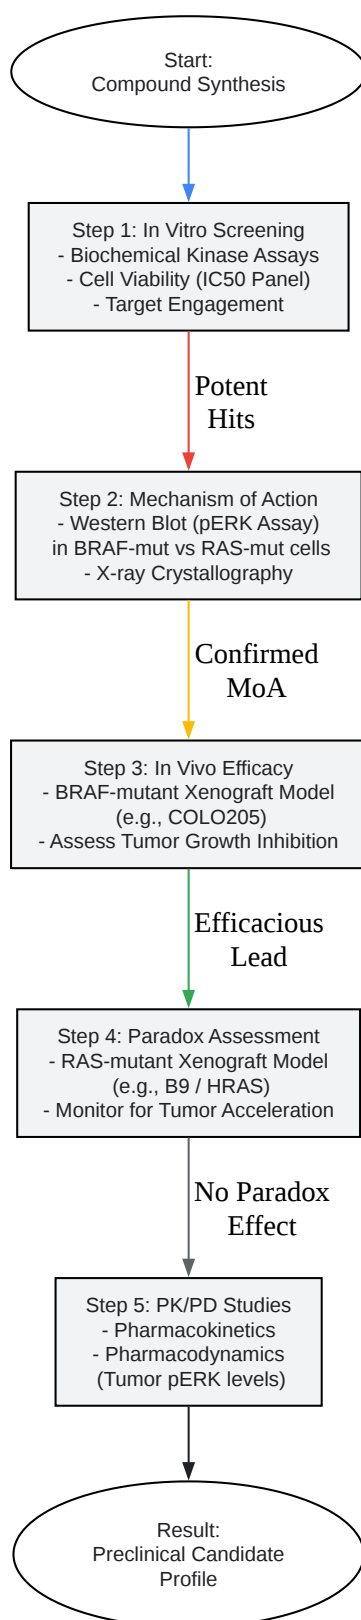 Start:
Compound Synthesis
Step 1: In Vitro Screening
- Biochemical Kinase Assays
- Cell Viability (IC50 Panel)
- Target Engagement
Potent
Hits
Step 2: Mechanism of Action
- Western Blot (pERK Assay)
in BRAF-mut vs RAS-mut cells
- X-ray Crystallography
Confirmed
MoA
Step 3: In Vivo Efficacy
- BRAF-mutant Xenograft Model
(e.g., COLO205)
- Assess Tumor Growth Inhibition
Efficacious
Lead
Step 4: Paradox Assessment
- RAS-mutant Xenograft Model
(e.g., B9 / HRAS)
- Monitor for Tumor Acceleration
No Paradox
Effect
Step 5: PK/PD Studies
- Pharmacokinetics
- Pharmacodynamics
(Tumor pERK levels)
Result:
Preclinical Candidate
Profile